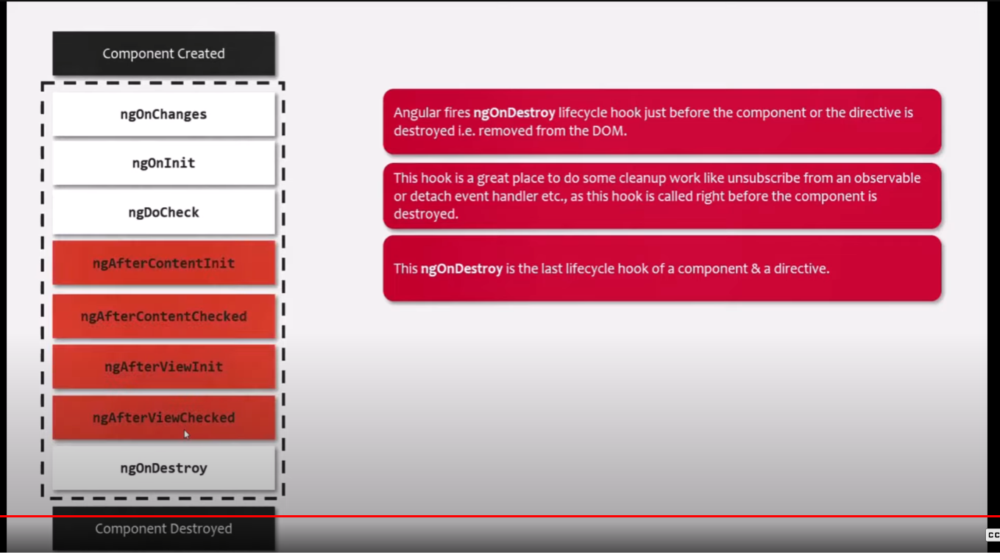 Component Created
ngOnChanges
ngOnInit
ngDoCheck
ngAfterContentInit
ngAfterContentChecked
ngAfterViewInit
ngAfterViewChecked
ngOnDestroy
Component Destroyed
Angular fires ngOnDestroy lifecycle hook just before the component or the directive is
destroyed i.e. removed from the DOM.
This hook is a great place to do some cleanup work like unsubscribe from an observable
or detach event handler etc., as this hook is called right before the component is
destroyed.
This ngOnDestroy is the last lifecycle hook of a component & a directive.
CC